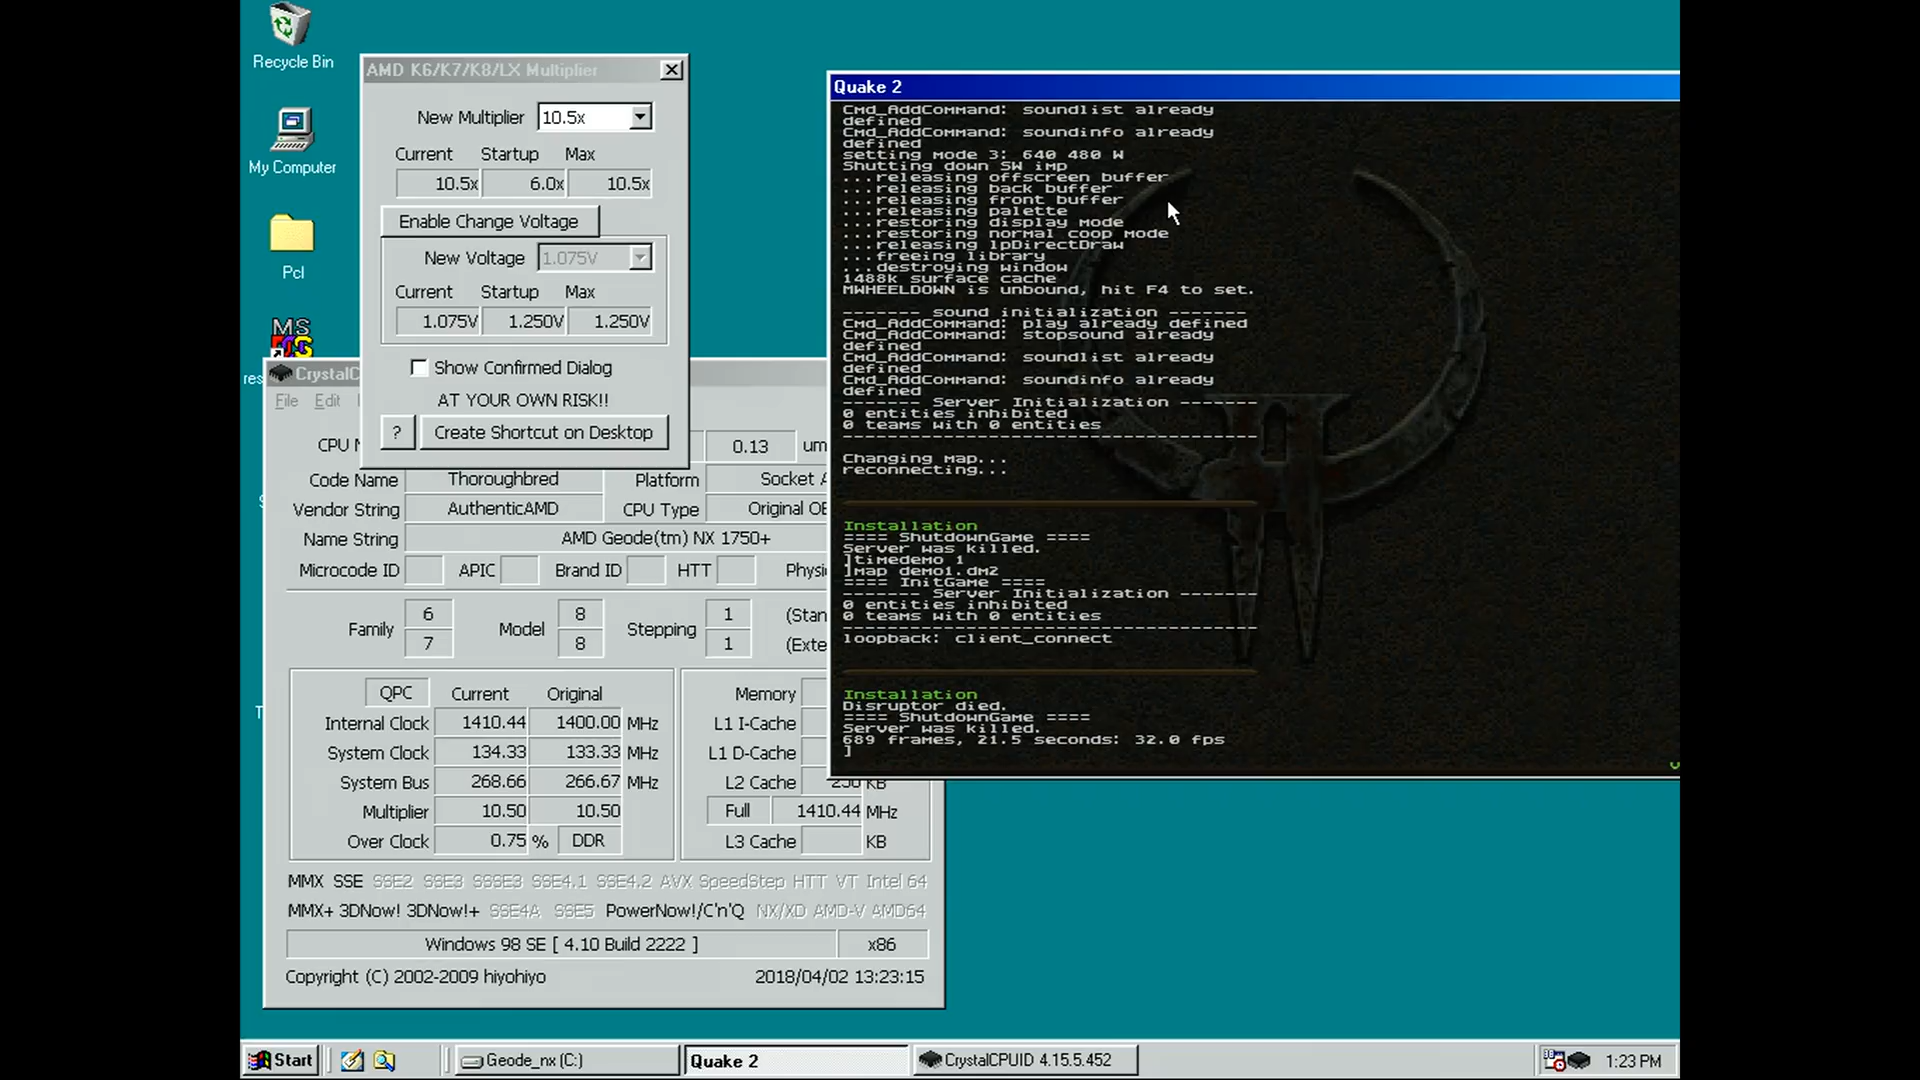 Recycle Bin
My Computer
Pcl
MS
res
AMD K6/K7/K8/LX Multiplier
New Multiplier 10.5x
Current Startup Max
10.5x 6.0x 10.5x
Enable Change Voltage
New Voltage 1.075V
Current Startup Max
1.075V 1.250V 1.250V
Show Confirmed Dialog
AT YOUR OWN RISK!!
? Create Shortcut on Desktop
CrystalC
File Edit
CPU N 0.13 um
Code Name Thoroughbred Platform Socket A
Vendor String AuthenticAMD CPU Type Original OE
Name String AMD Geode(tm) NX 1750+
Microcode ID APIC Brand ID HTT Physi
Family 6 Model 8 Stepping 1 (Stan
7 8 1 (Exte
QPC Current Original
Internal Clock 1410.44 1400.00 MHz
System Clock 134.33 133.33 MHz
System Bus 268.66 266.67 MHz
Multiplier 10.50 10.50
Over Clock 0.75 % DDR
Memory
L1 I-Cache
L1 D-Cache
L2 Cache KB
Full 1410.44 MHz
L3 Cache KB
MMX SSE SSE2 SSE3 SSSE3 SSE4.1 SSE4.2 AVX SpeedStep HTT VT Intel 64
MMX+ 3DNow! 3DNow!+ SSE4A SSE5 PowerNow!/C'n'Q NX/XD AMD-V AMD64
Windows 98 SE [ 4.10 Build 2222 ] x86
Copyright (C) 2002-2009 hiyohiyo 2018/04/02 13:23:15
Quake 2
Cmd_AddCommand: soundlist already
defined
Cmd_AddCommand: soundinfo already
defined
setting mode 3: 640 480 W
Shutting down SW imp
...releasing offscreen buffer
...releasing back buffer
...releasing front buffer
...releasing palette
...restoring display mode
...restoring normal coop mode
...releasing lpDirectDraw
...freeing library
...destroying window
1488k surface cache
MWHEELDOWN is unbound, hit F4 to set.
------- sound initialization -------
Cmd_AddCommand: play already defined
Cmd_AddCommand: stopsound already
defined
Cmd_AddCommand: soundlist already
defined
Cmd_AddCommand: soundinfo already
defined
------- Server Initialization -------
0 entities inhibited
0 teams with 0 entities
-------------------------------------
Changing map...
reconnecting...
Installation
==== ShutdownGame ====
Server was killed.
]timedemo 1
]map demo1.dm2
==== InitGame ====
------- Server Initialization -------
0 entities inhibited
0 teams with 0 entities
-------------------------------------
loopback: client_connect
Installation
Disruptor died.
==== ShutdownGame ====
Server was killed.
689 frames, 21.5 seconds: 32.0 fps
]
Start Geode_nx (C:) Quake 2 CrystalCPUID 4.15.5.452 1:23 PM